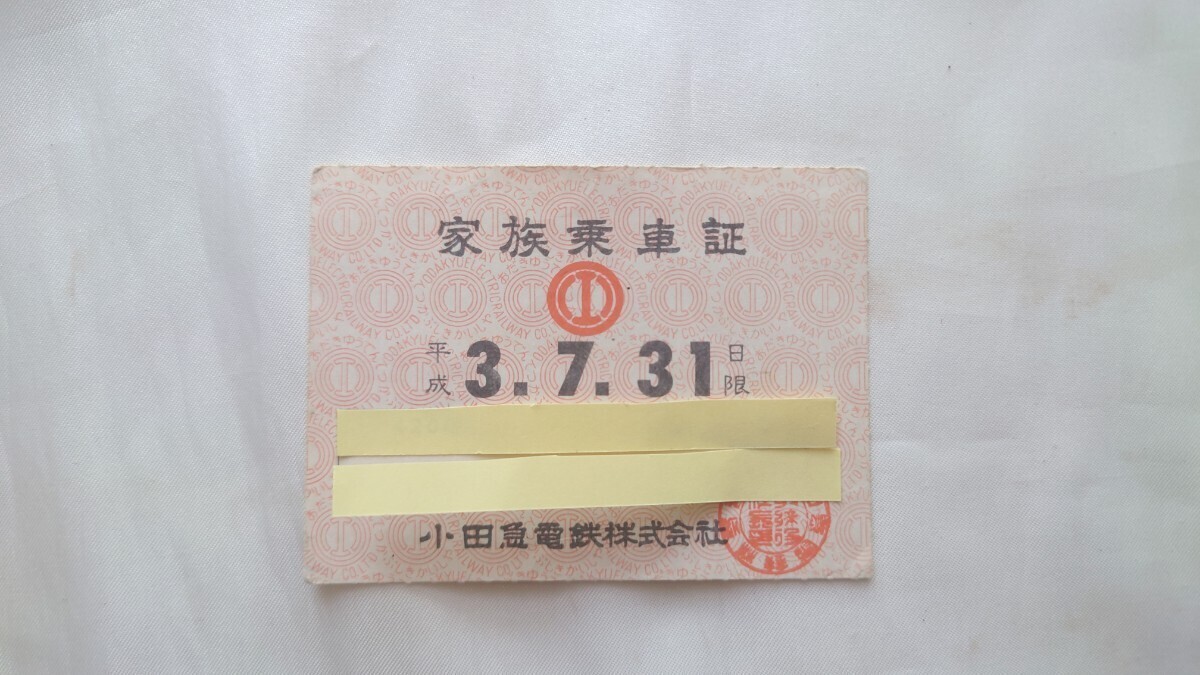 家族乗車証
平成 3.7.31 日限
小田急電鉄株式会社